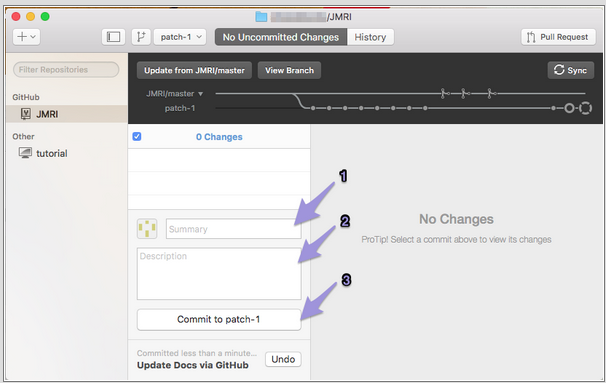 /JMRI
patch-1
No Uncommitted Changes
History
Pull Request
Filter Repositories
Update from JMRI/master
View Branch
Sync
GitHub
JMRI/master
patch-1
JMRI
Other
tutorial
0 Changes
1
Summary
2
Description
No Changes
ProTip! Select a commit above to view its changes
3
Commit to patch-1
Committed less than a minute...
Update Docs via GitHub
Undo